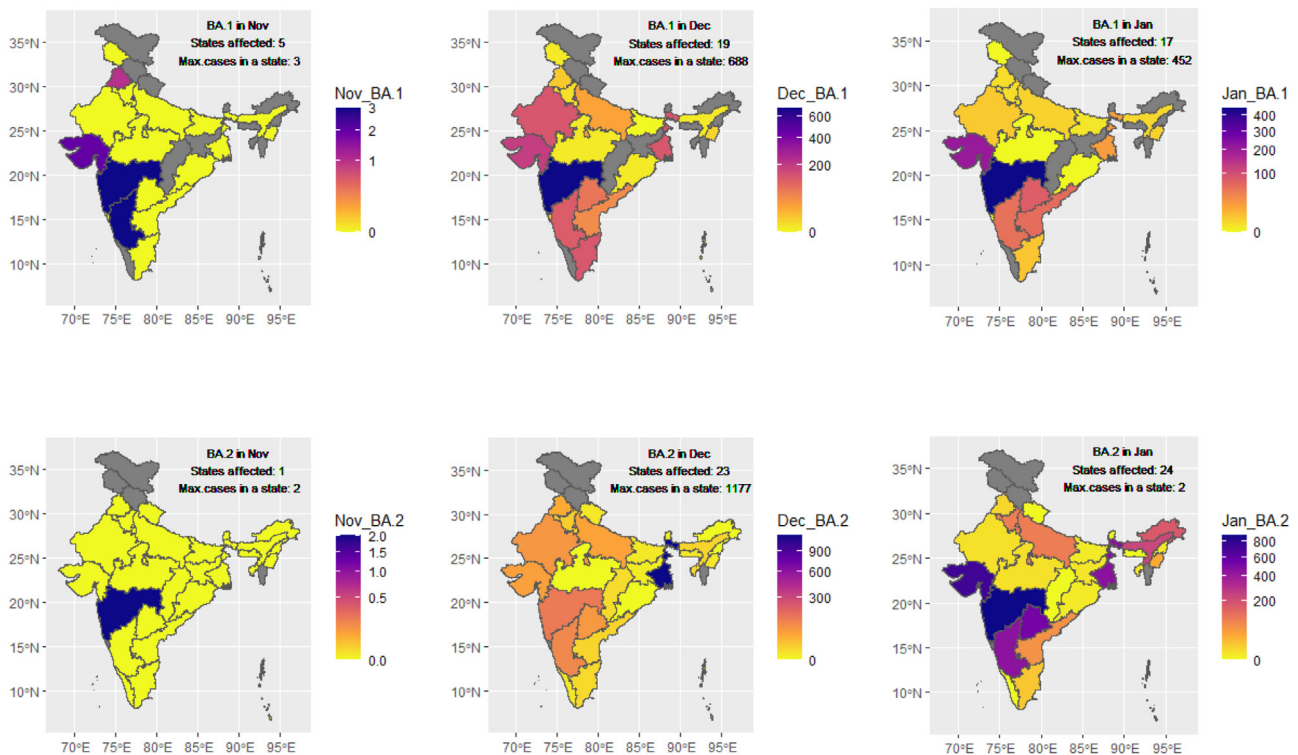 BA.1 in Nov
States affected: 5
Max.cases in a state: 3
35°N
30°N
25°N
20°N
15°N
10°N
70°E 75°E 80°E 85°E 90°E 95°E
Nov_BA.1
3
2
1
0
BA.1 in Dec
States affected: 19
Max.cases in a state: 688
35°N
30°N
25°N
20°N
15°N
10°N
70°E 75°E 80°E 85°E 90°E 95°E
Dec_BA.1
600
400
200
0
BA.1 in Jan
States affected: 17
Max.cases in a state: 452
35°N
30°N
25°N
20°N
15°N
10°N
70°E 75°E 80°E 85°E 90°E 95°E
Jan_BA.1
400
300
200
100
0
BA.2 in Nov
States affected: 1
Max.cases in a state: 2
35°N
30°N
25°N
20°N
15°N
10°N
70°E 75°E 80°E 85°E 90°E 95°E
Nov_BA.2
2.0
1.5
1.0
0.5
0.0
BA.2 in Dec
States affected: 23
Max.cases in a state: 1177
35°N
30°N
25°N
20°N
15°N
10°N
70°E 75°E 80°E 85°E 90°E 95°E
Dec_BA.2
900
600
300
0
BA.2 in Jan
States affected: 24
Max.cases in a state: 2
35°N
30°N
25°N
20°N
15°N
10°N
70°E 75°E 80°E 85°E 90°E 95°E
Jan_BA.2
800
600
400
200
0